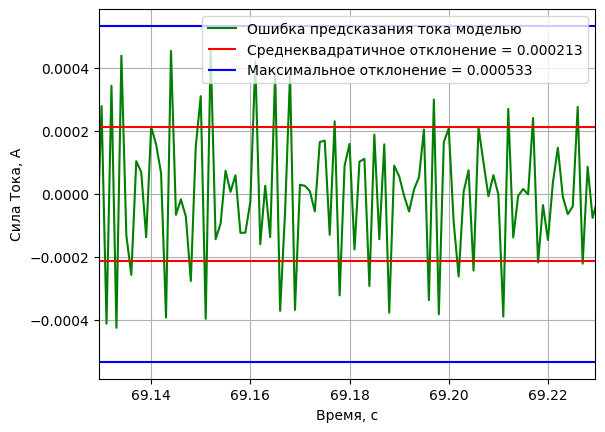 Ошибка предсказания тока моделью
Среднеквадратичное отклонение = 0.000213
Максимальное отклонение = 0.000533
0.0004
0.0002
0.0000
−0.0002
−0.0004
Сила Тока, А
69.14 69.16 69.18 69.20 69.22
Время, с